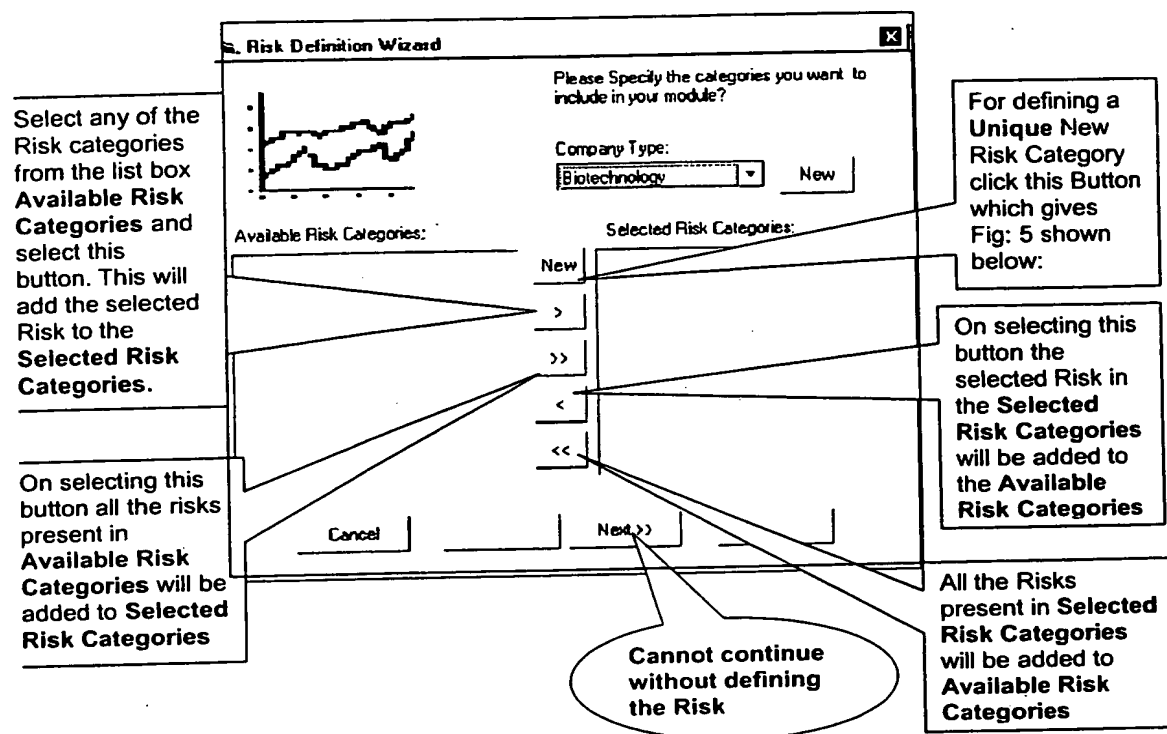 Risk Definition Wizard
Please Specify the categories you want to
include in your module?
Company Type:
Biotechnology
New
Available Risk Categories:
Selected Risk Categories:
New
>
>>
<
<<
Cancel
Next >>
Select any of the
Risk categories
from the list box
Available Risk
Categories and
select this
button. This will
add the selected
Risk to the
Selected Risk
Categories.
On selecting this
button all the risks
present in
Available Risk
Categories will be
added to Selected
Risk Categories
For defining a
Unique New
Risk Category
click this Button
which gives
Fig: 5 shown
below:
On selecting this
button the
selected Risk in
the Selected
Risk Categories
will be added to
the Available
Risk Categories
All the Risks
present in Selected
Risk Categories
will be added to
Available Risk
Categories
Cannot continue
without defining
the Risk